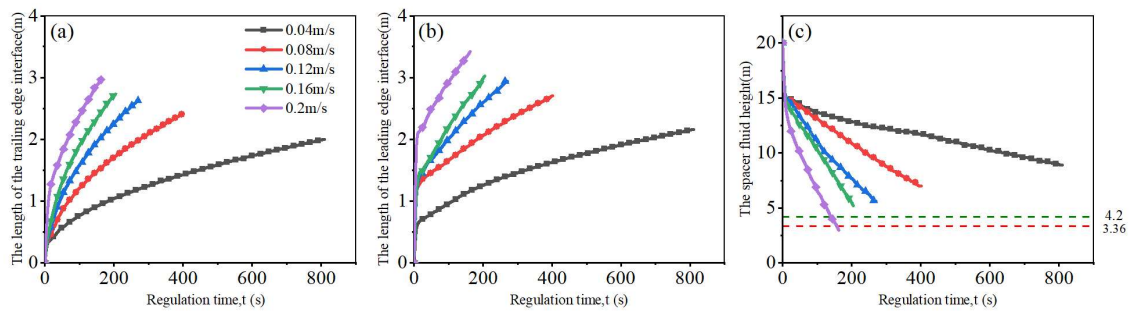 (a)
The length of the trailing edge interface(m)
4
3
2
1
0
0.04m/s
0.08m/s
0.12m/s
0.16m/s
0.2m/s
0 200 400 600 800
Regulation time,t (s)
(b)
The length of the leading edge interface(m)
4
3
2
1
0
0 200 400 600 800
Regulation time,t (s)
(c)
The spacer fluid height(m)
20
15
10
5
0
4.2
3.36
0 200 400 600 800
Regulation time,t (s)